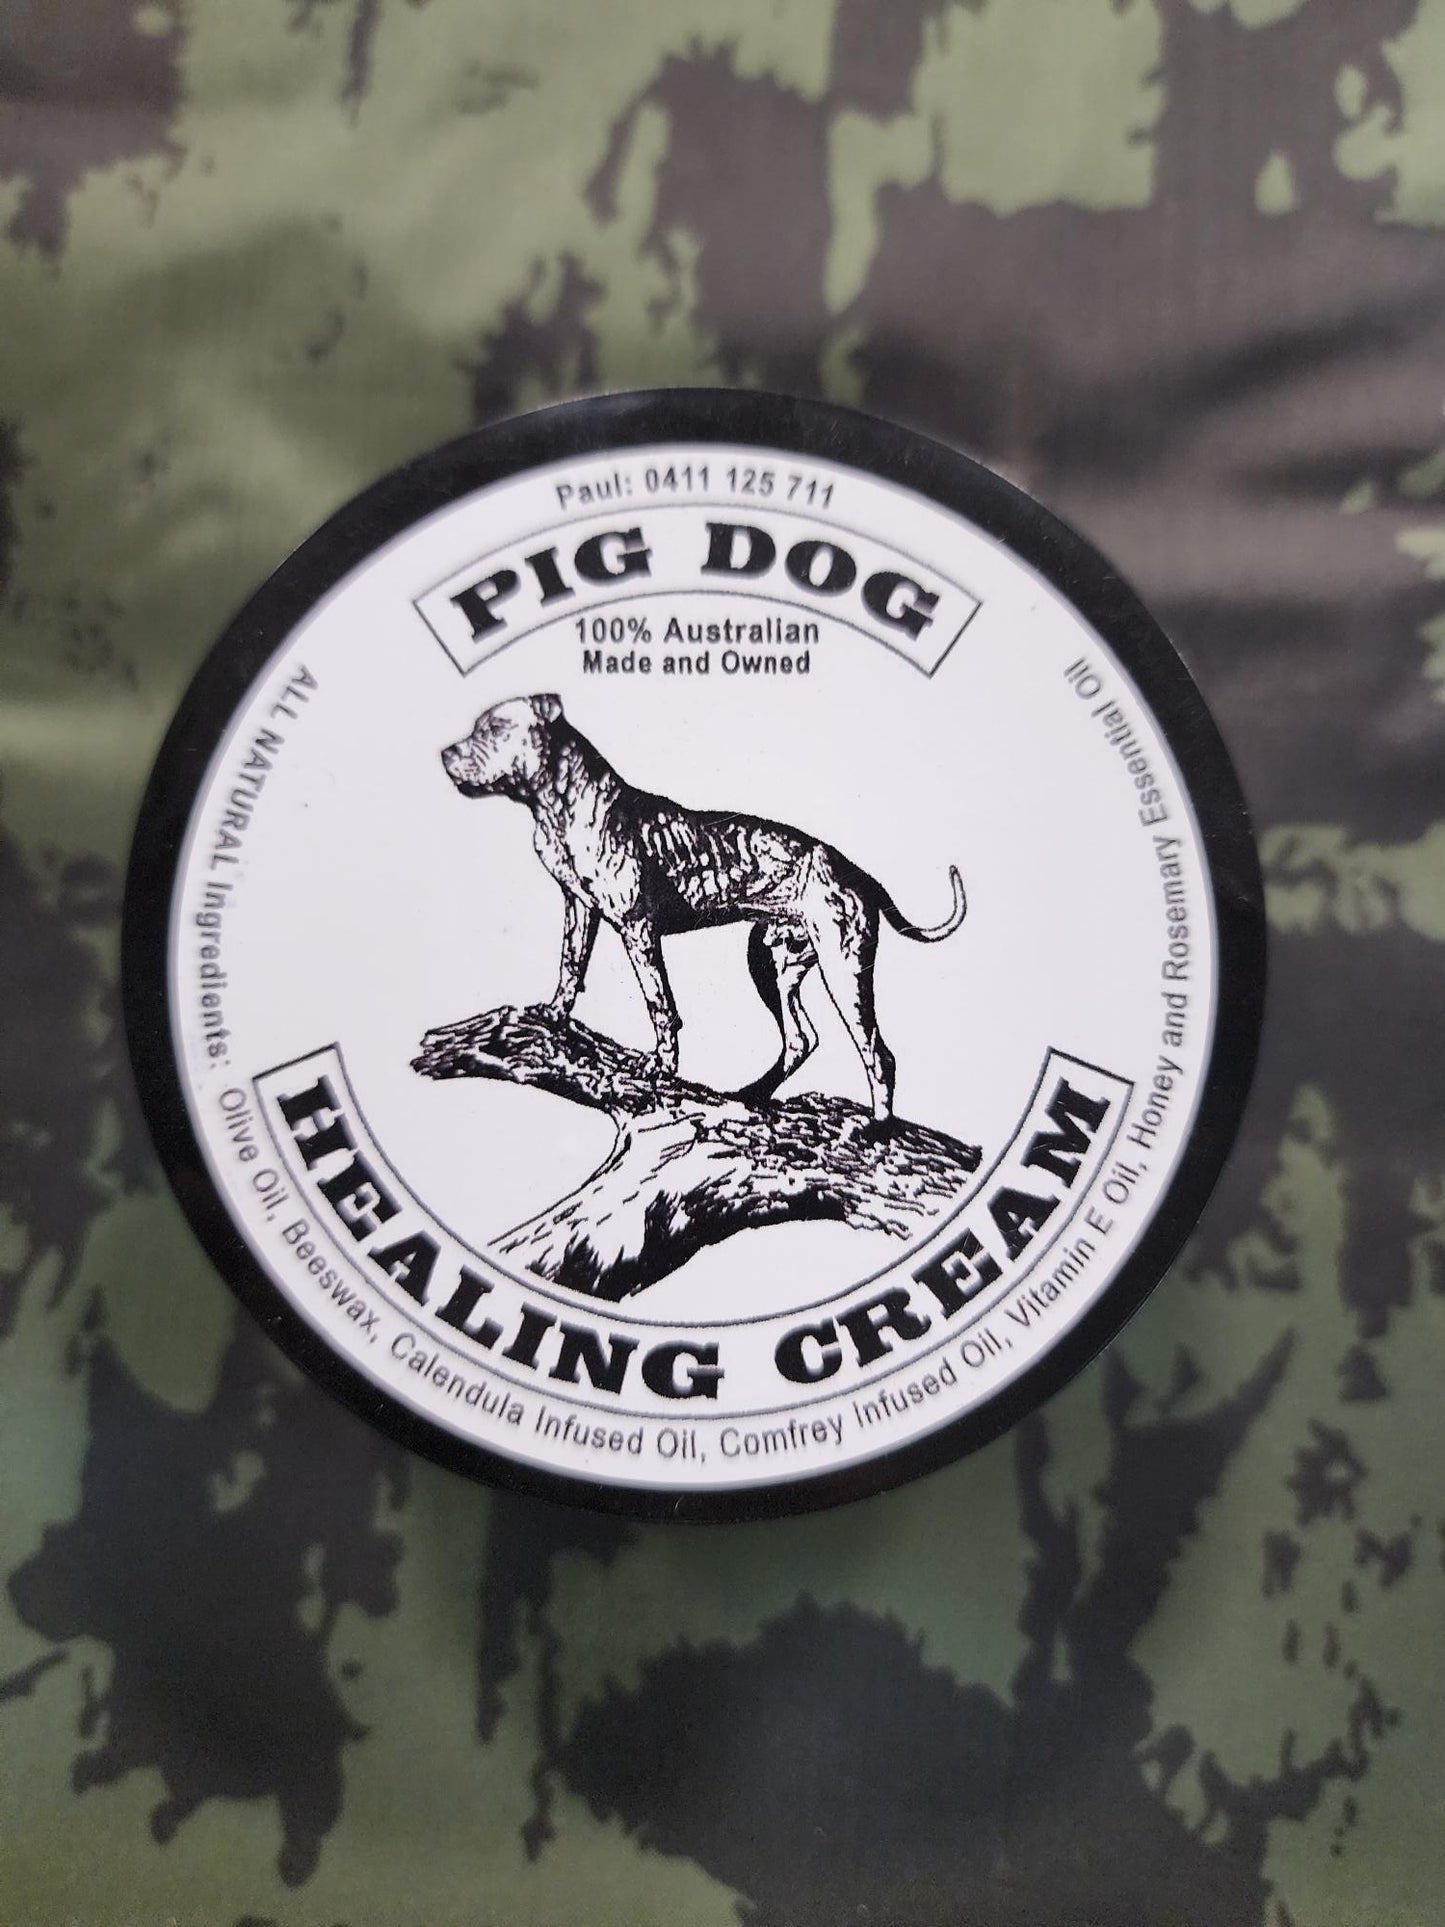 Paul: 0411 125 711
PIG DOG
100% Australian
Made and Owned
HEALING CREAM
ALL NATURAL Ingredients: Olive Oil, Beeswax, Calendula Infused Oil, Comfrey Infused Oil, Vitamin E Oil, Honey and Rosemary Essential Oil